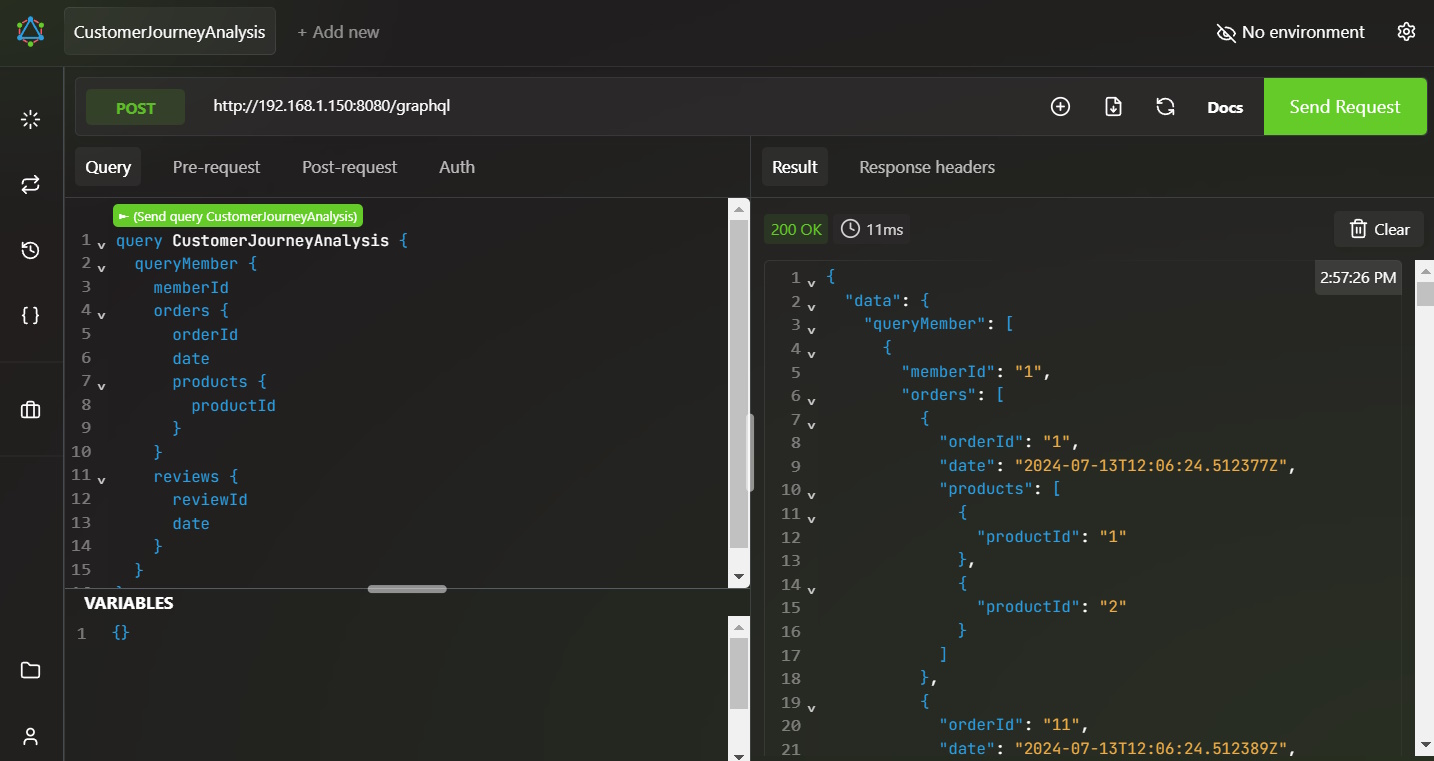 CustomerJourneyAnalysis + Add new No environment
POST http://192.168.1.150:8080/graphql Docs Send Request
Query Pre-request Post-request Auth
(Send query CustomerJourneyAnalysis)
1 query CustomerJourneyAnalysis {
2 queryMember {
3 memberId
4 orders {
5 orderId
6 date
7 products {
8 productId
9 }
10 }
11 reviews {
12 reviewId
13 date
14 }
15 }
VARIABLES
1 {}
Result Response headers
200 OK 11ms Clear
2:57:26 PM
1 {
2 "data": {
3 "queryMember": [
4 {
5 "memberId": "1",
6 "orders": [
7 {
8 "orderId": "1",
9 "date": "2024-07-13T12:06:24.512377Z",
10 "products": [
11 {
12 "productId": "1"
13 },
14 {
15 "productId": "2"
16 }
17 ]
18 },
19 {
20 "orderId": "11",
21 "date": "2024-07-13T12:06:24.512389Z",